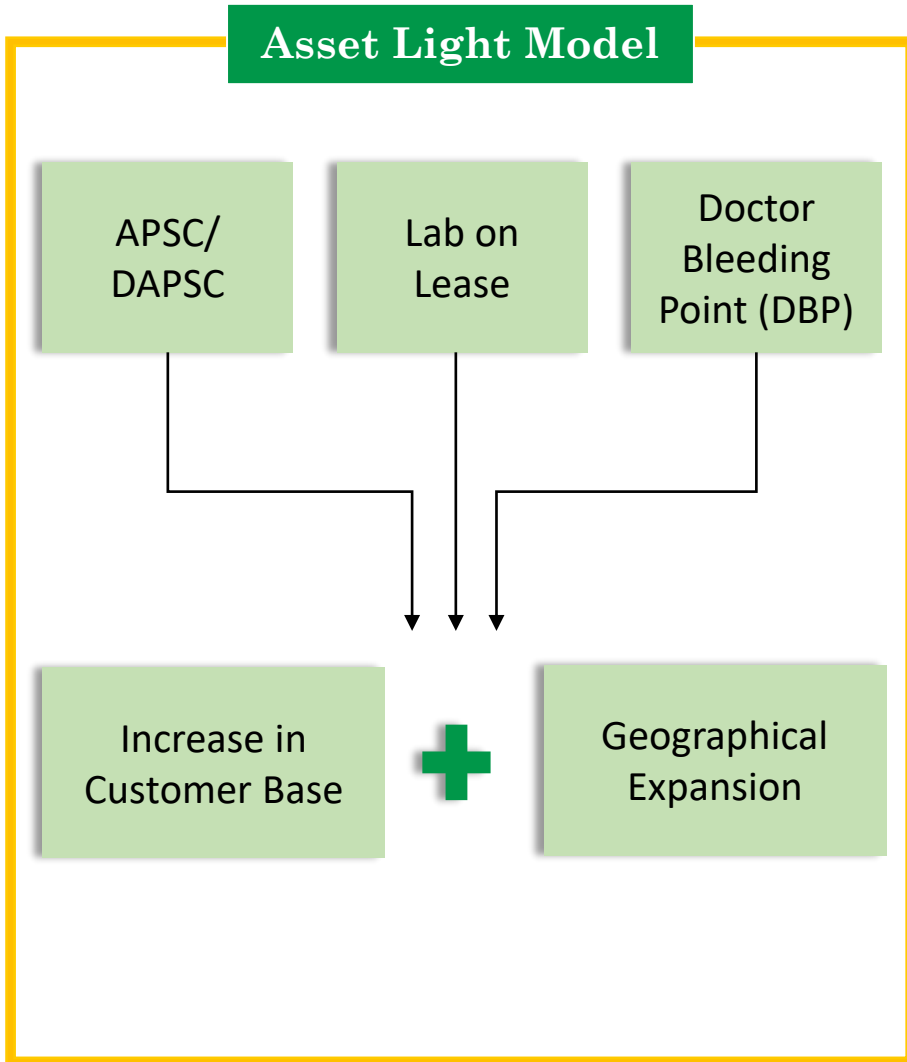 Asset Light Model
APSC/
DAPSC
Lab on
Lease
Doctor
Bleeding
Point (DBP)
Increase in
Customer Base
Geographical
Expansion